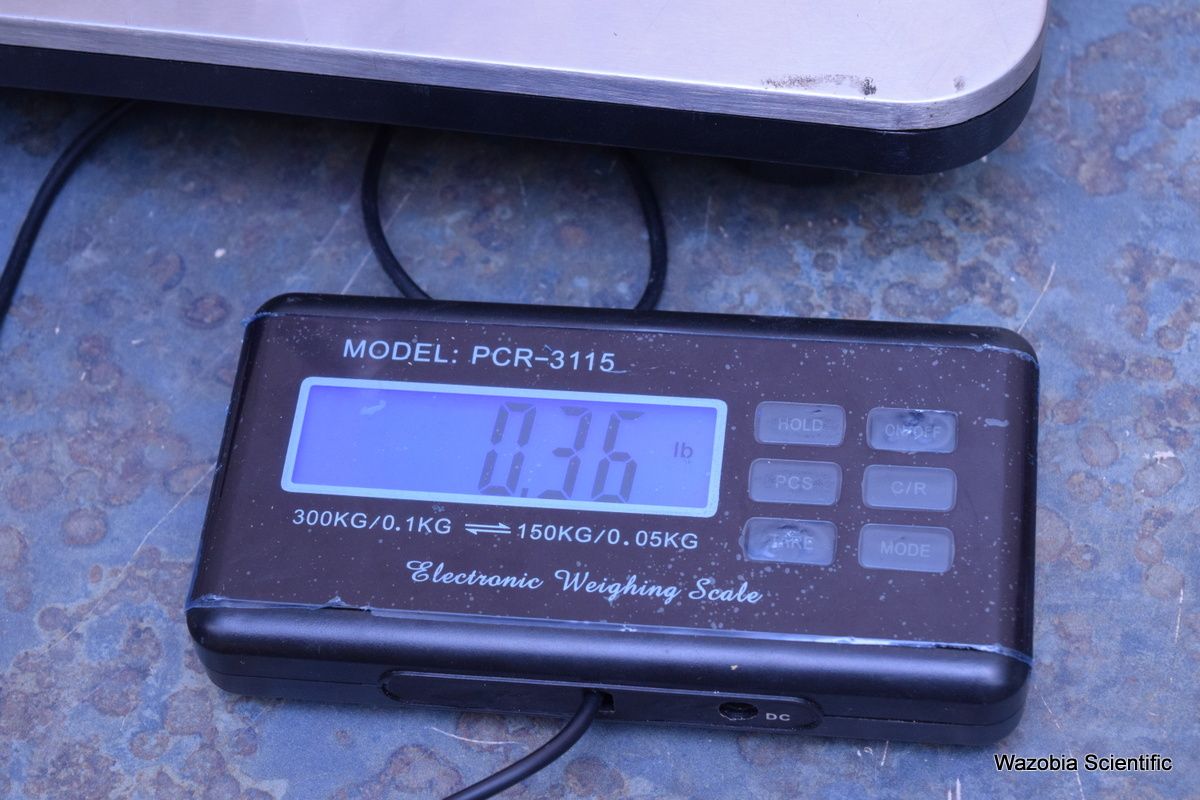 MODEL: PCR-3115
0.36 lb
300KG/0.1KG ⇌ 150KG/0.05KG
Electronic Weighing Scale
HOLD ON/OFF
PCS C/R
TARE MODE
DC
Wazobia Scientific